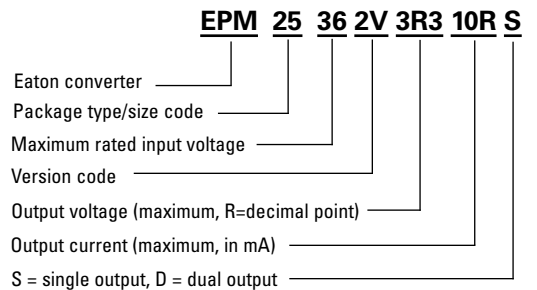 EPM 25 36 2V 3R3 10R S
Eaton converter
Package type/size code
Maximum rated input voltage
Version code
Output voltage (maximum, R=decimal point)
Output current (maximum, in mA)
S = single output, D = dual output